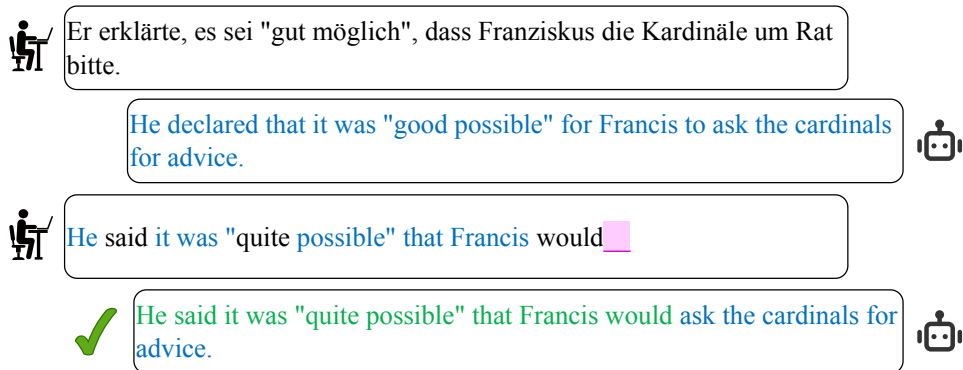 Er erklärte, es sei "gut möglich", dass Franziskus die Kardinäle um Rat
bitte.
He declared that it was "good possible" for Francis to ask the cardinals
for advice.
He said it was "quite possible" that Francis would__
He said it was "quite possible" that Francis would ask the cardinals for
advice.